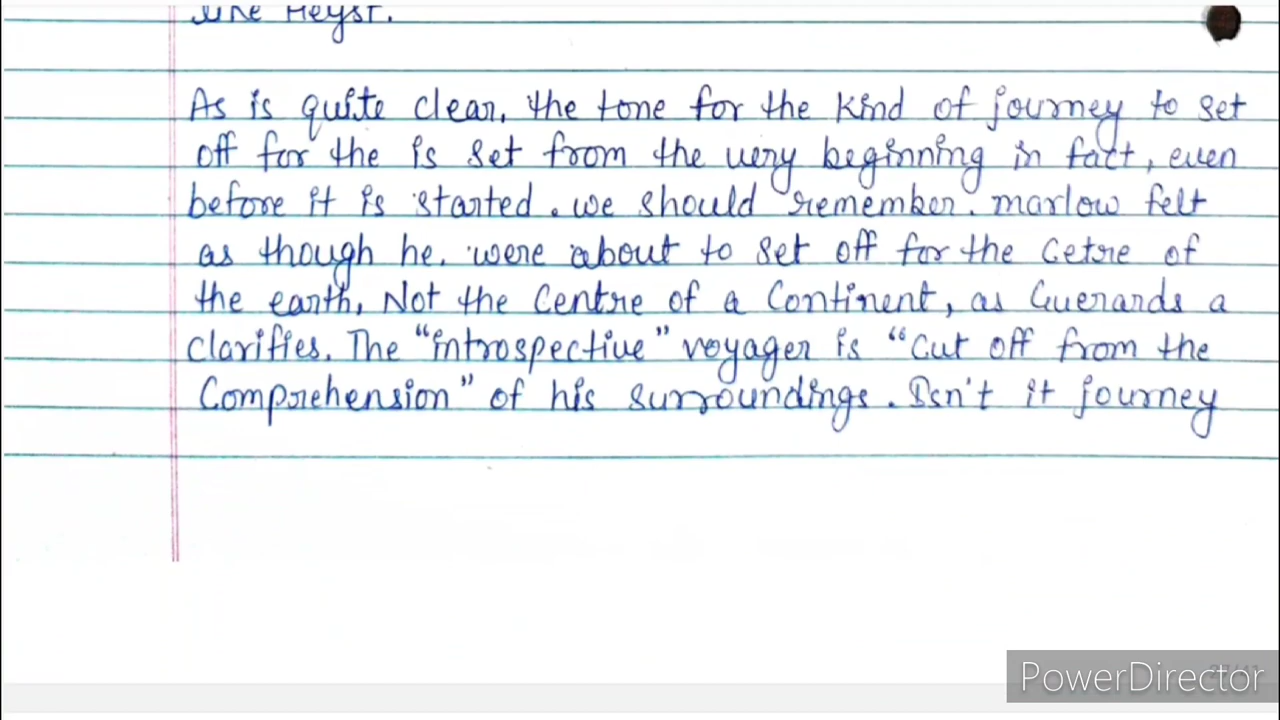 like Heyst.
As is quite clear, the tone for the kind of journey to set
off for the is set from the very beginning in fact, even
before it is started. we should remember. marlow felt
as though he. were about to set off for the Cetre of
the earth, Not the Centre of a Continent, as Guerards a
clarifies. The "introspective" voyager is "Cut off from the
Comprehension" of his surroundings. Isn't it journey
PowerDirector